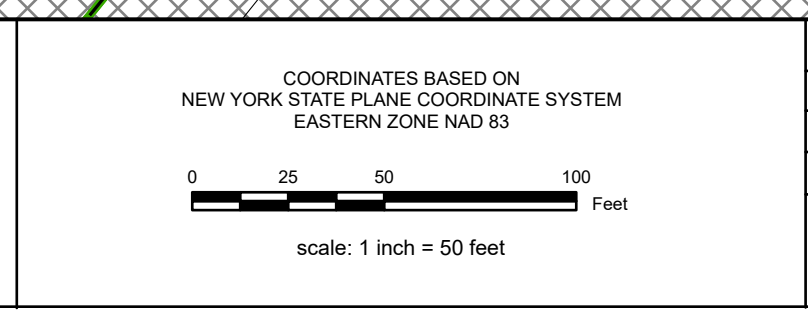 COORDINATES BASED ON
NEW YORK STATE PLANE COORDINATE SYSTEM
EASTERN ZONE NAD 83
0 25 50 100
Feet
scale: 1 inch = 50 feet